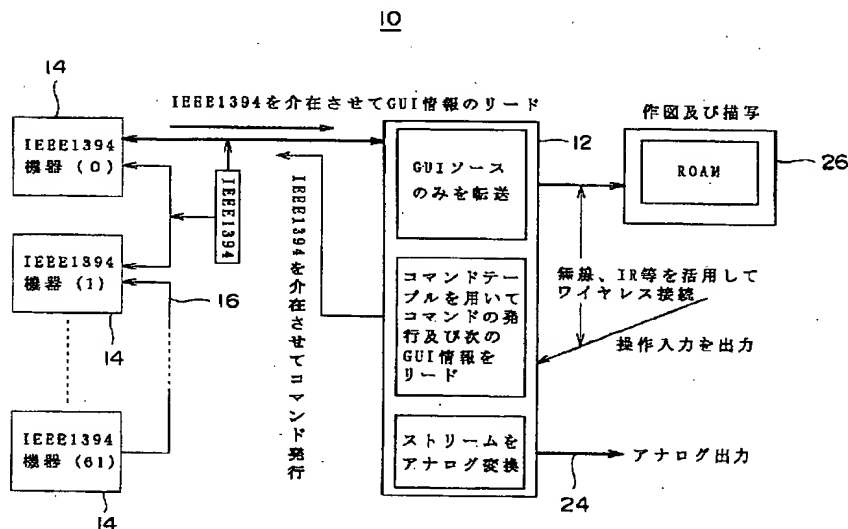 10
14
IEEE1394を介在させてGUI情報のリード
作図及び描写
IEEE1394
機器 (0)
12
GUIソース
のみを転送
ROAM
26
IEEE1394
IEEE1394を介在させてコマンド発行
IEEE1394
機器 (1)
16
14
コマンドテー
ブルを用いて
コマンドの発
行及び次の
GUI情報を
リード
無線、IR等を活用して
ワイヤレス接続
操作入力を出力
IEEE1394
機器 (61)
14
ストリームを
アナログ変換
アナログ出力
24